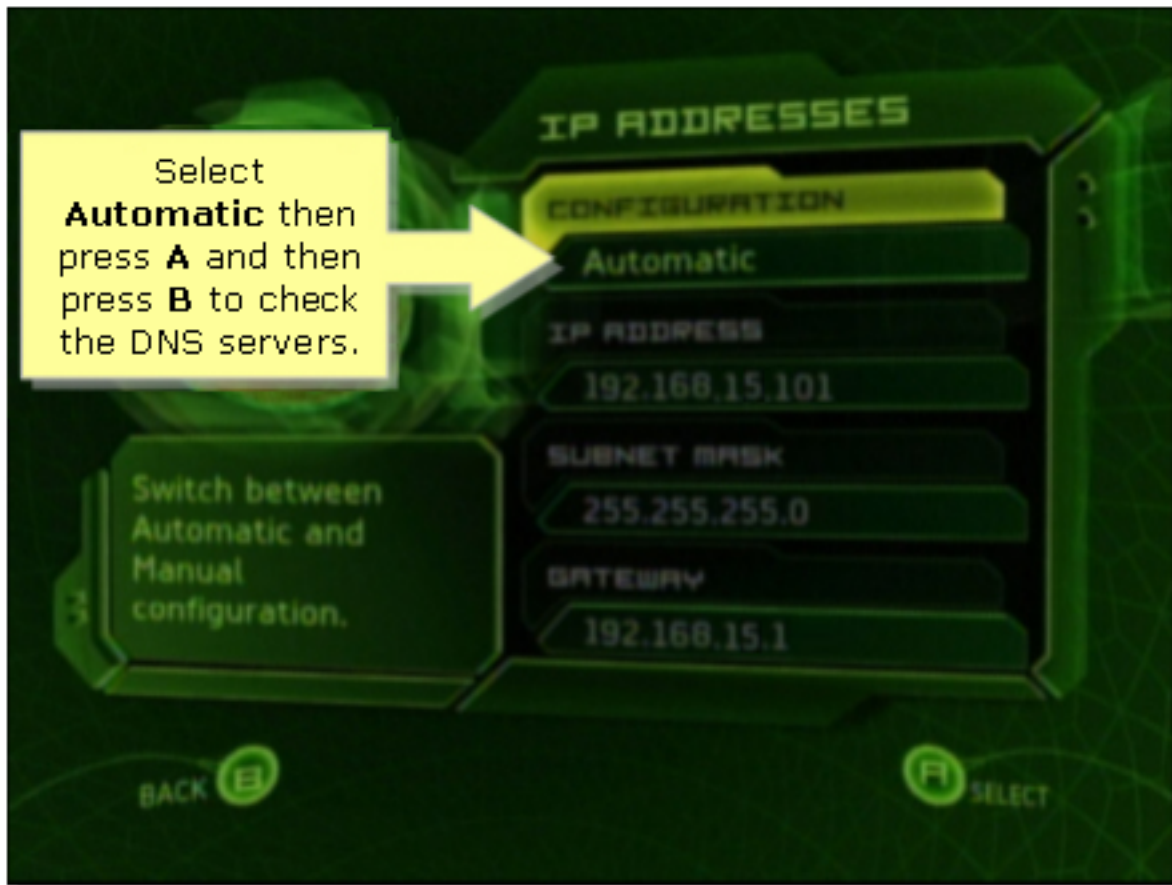 IP ADDRESSES
Select
Automatic then
press A and then
press B to check
the DNS servers.
CONFIGURATION
Automatic
IP ADDRESS
192.168.15.101
SUBNET MASK
255.255.255.0
GATEWAY
192.168.15.1
Switch between
Automatic and
Manual
configuration.
BACK B
A SELECT